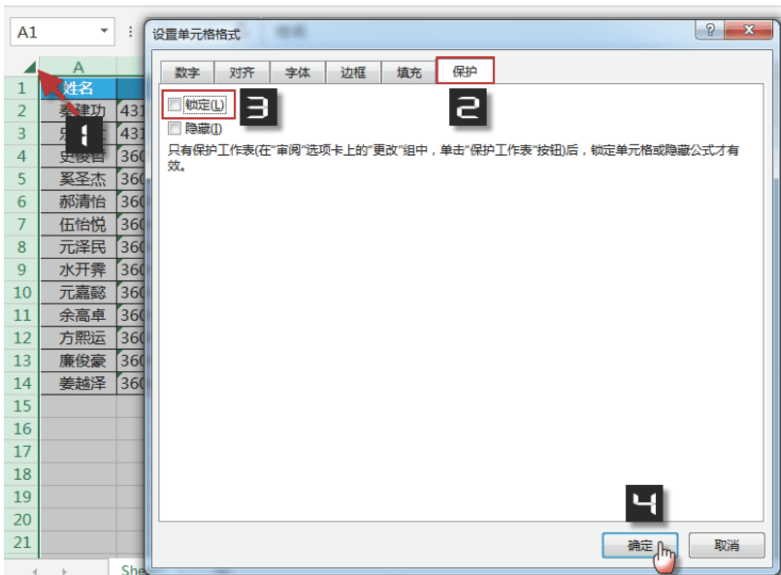 A1
设置单元格格式
数字 对齐 字体 边框 填充 保护
A
1 姓名
锁定(L) 3 2
2 秦建功 431
隐藏(I)
3 431
1
4 史俊哲 360
只有保护工作表(在"审阅"选项卡上的"更改"组中，单击"保护工作表"按钮)后，锁定单元格或隐藏公式才有
效。
5 奚圣杰 360
6 郝清怡 360
7 伍怡悦 360
8 元泽民 360
9 水开霁 360
10 元嘉懿 360
11 余高卓 360
12 方熙运 360
13 廉俊豪 360
14 姜越泽 360
15
16
17
18
19
4
20
21
确定 取消
She